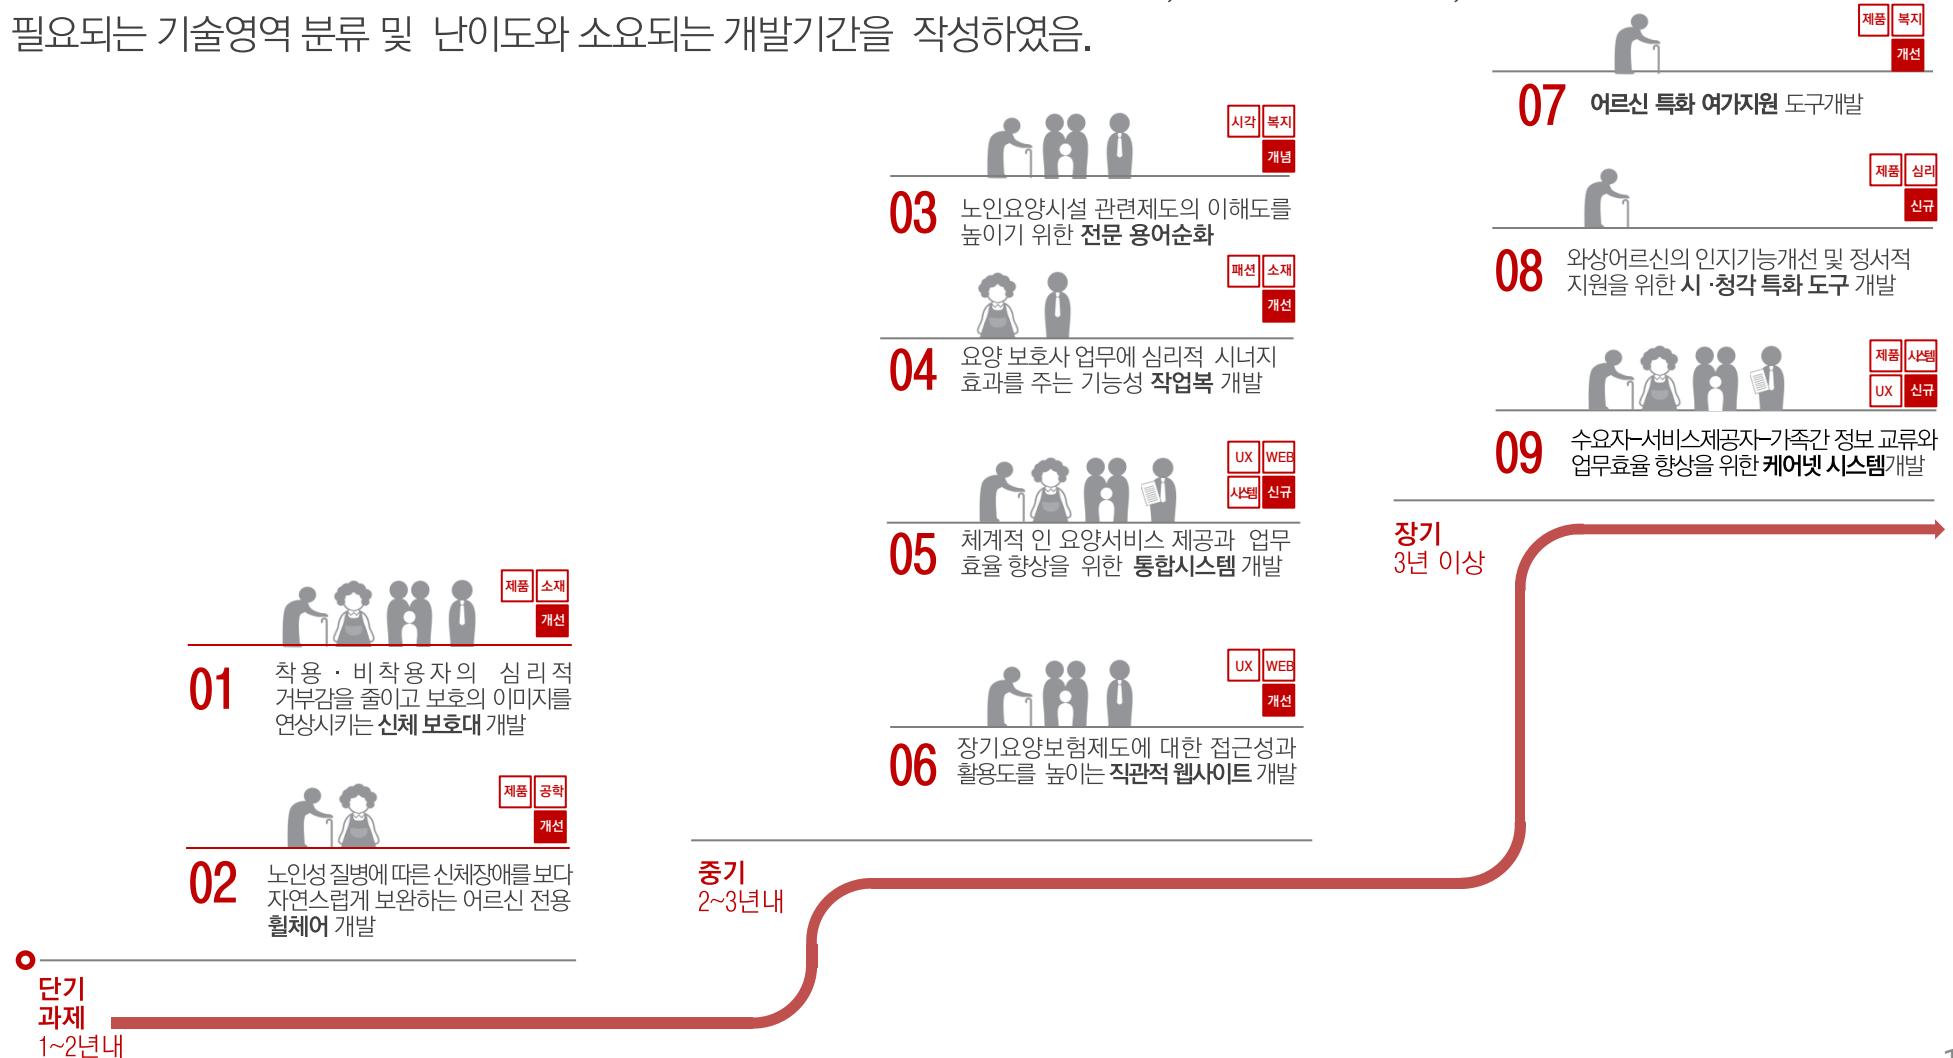 필요되는 기술영역 분류 및 난이도와 소요되는 개발기간을 작성하였음.
제품 소재
개선
01
착용 · 비착용자의 심리적
거부감을 줄이고 보호의 이미지를
연상시키는 신체 보호대 개발
제품 공학
개선
02
노인성 질병에 따른 신체장애를 보다
자연스럽게 보완하는 어르신 전용
휠체어 개발
단기
과제
1~2년내
시각 복지
개념
03
노인요양시설 관련제도의 이해도를
높이기 위한 전문 용어순화
패션 소재
개선
04
요양 보호사 업무에 심리적 시너지
효과를 주는 기능성 작업복 개발
UX WEB
시스템 신규
05
체계적 인 요양서비스 제공과 업무
효율 향상을 위한 통합시스템 개발
UX WEB
개선
06
장기요양보험제도에 대한 접근성과
활용도를 높이는 직관적 웹사이트 개발
중기
2~3년내
제품 복지
개선
07
어르신 특화 여가지원 도구개발
제품 심리
신규
08
와상어르신의 인지기능개선 및 정서적
지원을 위한 시 ·청각 특화 도구 개발
제품 시스템
UX 신규
09
수요자-서비스제공자-가족간 정보 교류와
업무효율 향상을 위한 케어넷 시스템개발
장기
3년 이상